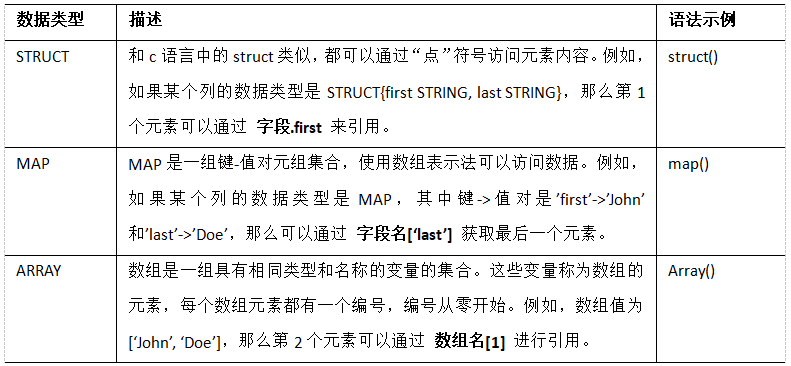 数据类型 描述 语法示例
STRUCT 和 c 语言中的 struct 类似，都可以通过“点”符号访问元素内容。例如， struct()
如果某个列的数据类型是 STRUCT{first STRING, last STRING}，那么第 1
个元素可以通过 字段.first 来引用。
MAP MAP 是一组键-值对元组集合，使用数组表示法可以访问数据。例如， map()
如果某个列的数据类型是 MAP，其中键->值对是’first’->’John’
和’last’->’Doe’，那么可以通过 字段名[‘last’] 获取最后一个元素。
ARRAY 数组是一组具有相同类型和名称的变量的集合。这些变量称为数组的 Array()
元素，每个数组元素都有一个编号，编号从零开始。例如，数组值为
[‘John’, ‘Doe’]，那么第 2 个元素可以通过 数组名[1] 进行引用。